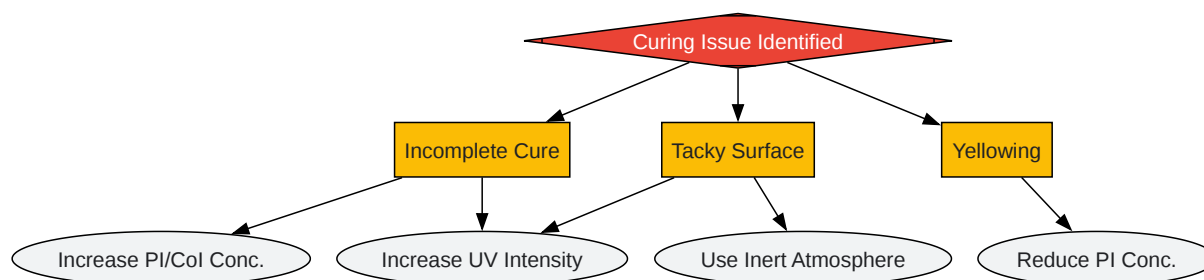 Curing Issue Identified
Incomplete Cure
Tacky Surface
Yellowing
Increase PI/CoI Conc.
Increase UV Intensity
Use Inert Atmosphere
Reduce PI Conc.